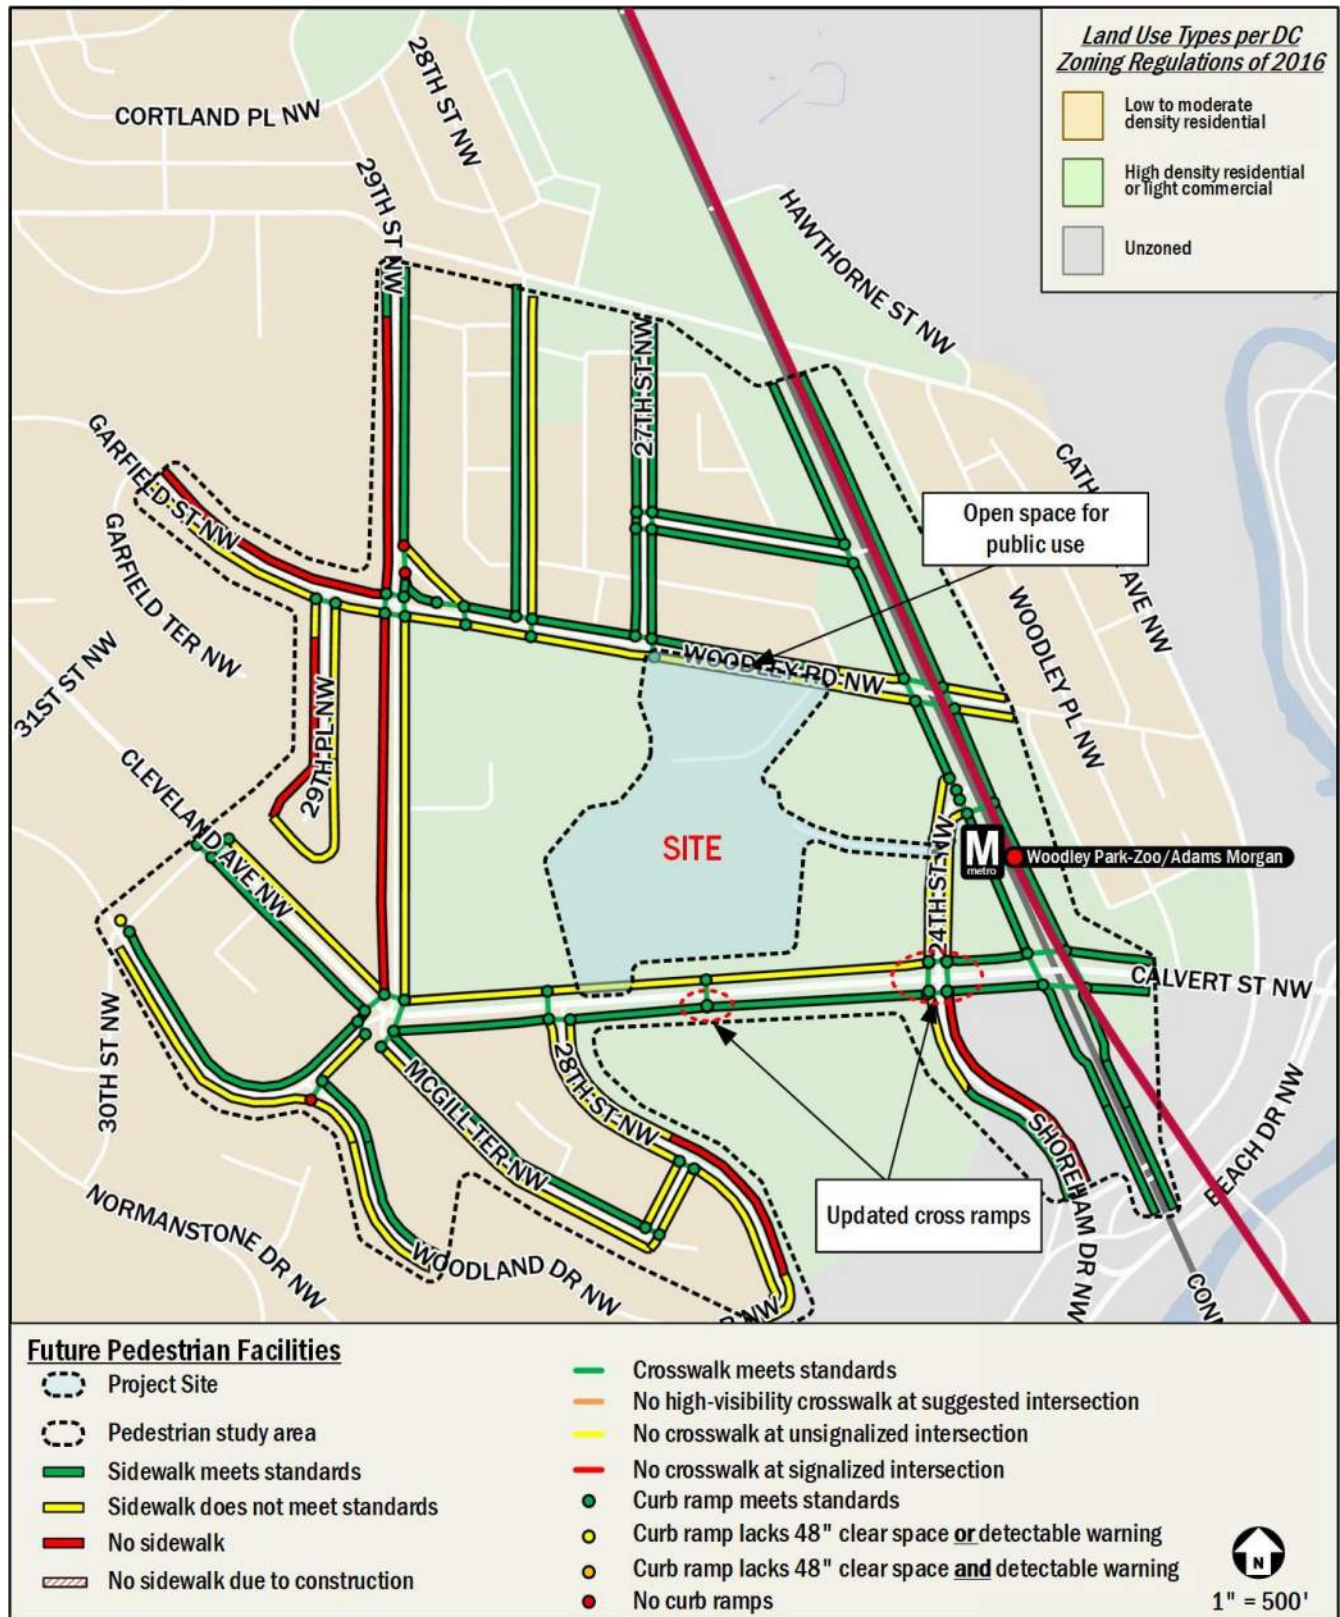 Land Use Types per DC
Zoning Regulations of 2016
Low to moderate
density residential
High density residential
or light commercial
Unzoned
CORTLAND PL NW
28TH ST NW
29TH ST NW
HAWTHORNE ST NW
27TH ST NW
GARFIELD ST NW
GARFIELD TER NW
31ST ST NW
Open space for
public use
AVE NW
WOODLEY PL NW
WOODLEY RD NW
29TH PL NW
CLEVELAND AVE NW
SITE
24TH ST NW
M
metro
Woodley Park-Zoo/Adams Morgan
CALVERT ST NW
30TH ST NW
28TH ST NW
MCGILL TER NW
SHOREHAM DR NW
BEACH DR NW
Updated cross ramps
NORMANSTONE DR NW
WOODLAND DR NW
NW
CONN
Future Pedestrian Facilities
Project Site
Pedestrian study area
Sidewalk meets standards
Sidewalk does not meet standards
No sidewalk
No sidewalk due to construction
Crosswalk meets standards
No high-visibility crosswalk at suggested intersection
No crosswalk at unsignalized intersection
No crosswalk at signalized intersection
Curb ramp meets standards
Curb ramp lacks 48" clear space or detectable warning
Curb ramp lacks 48" clear space and detectable warning
No curb ramps
N
1" = 500'